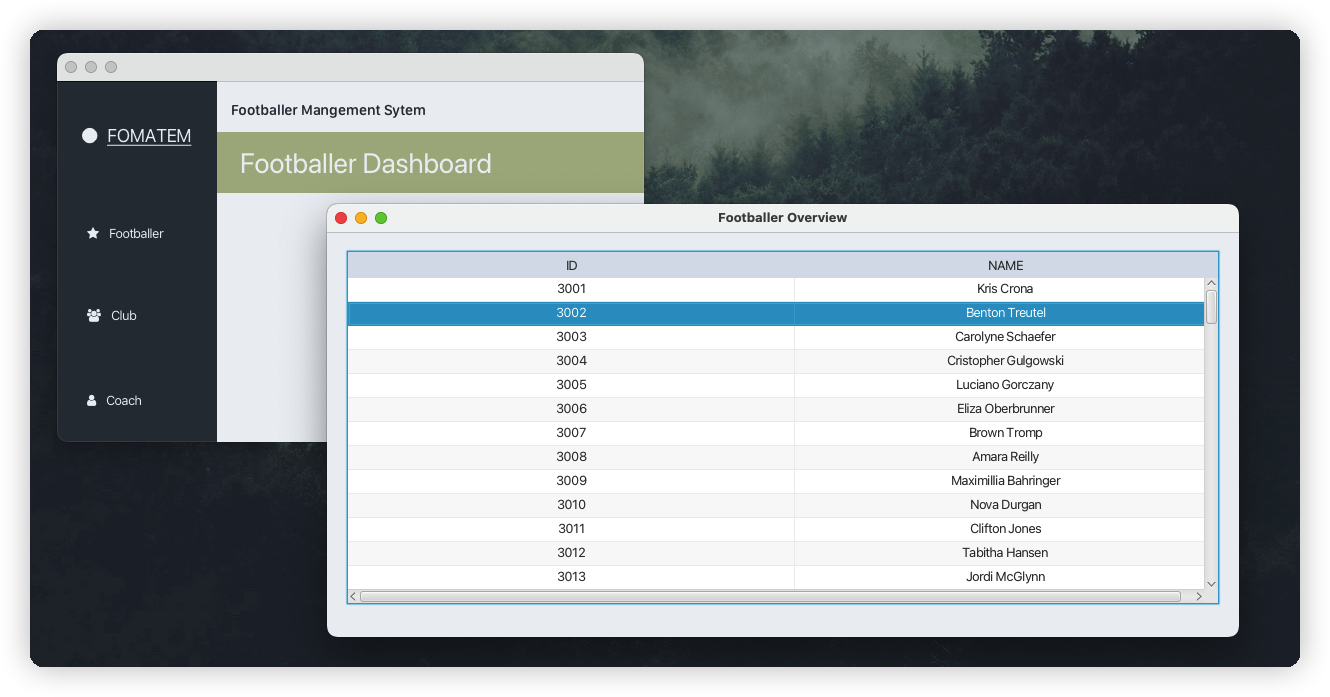 Footballer Mangement Sytem
FOMATEM
Footballer Dashboard
Footballer
Club
Coach
Footballer Overview
ID NAME
3001 Kris Crona
3002 Benton Treutel
3003 Carolyne Schaefer
3004 Cristopher Gulgowski
3005 Luciano Gorczany
3006 Eliza Oberbrunner
3007 Brown Tromp
3008 Amara Reilly
3009 Maximillia Bahringer
3010 Nova Durgan
3011 Clifton Jones
3012 Tabitha Hansen
3013 Jordi McGlynn